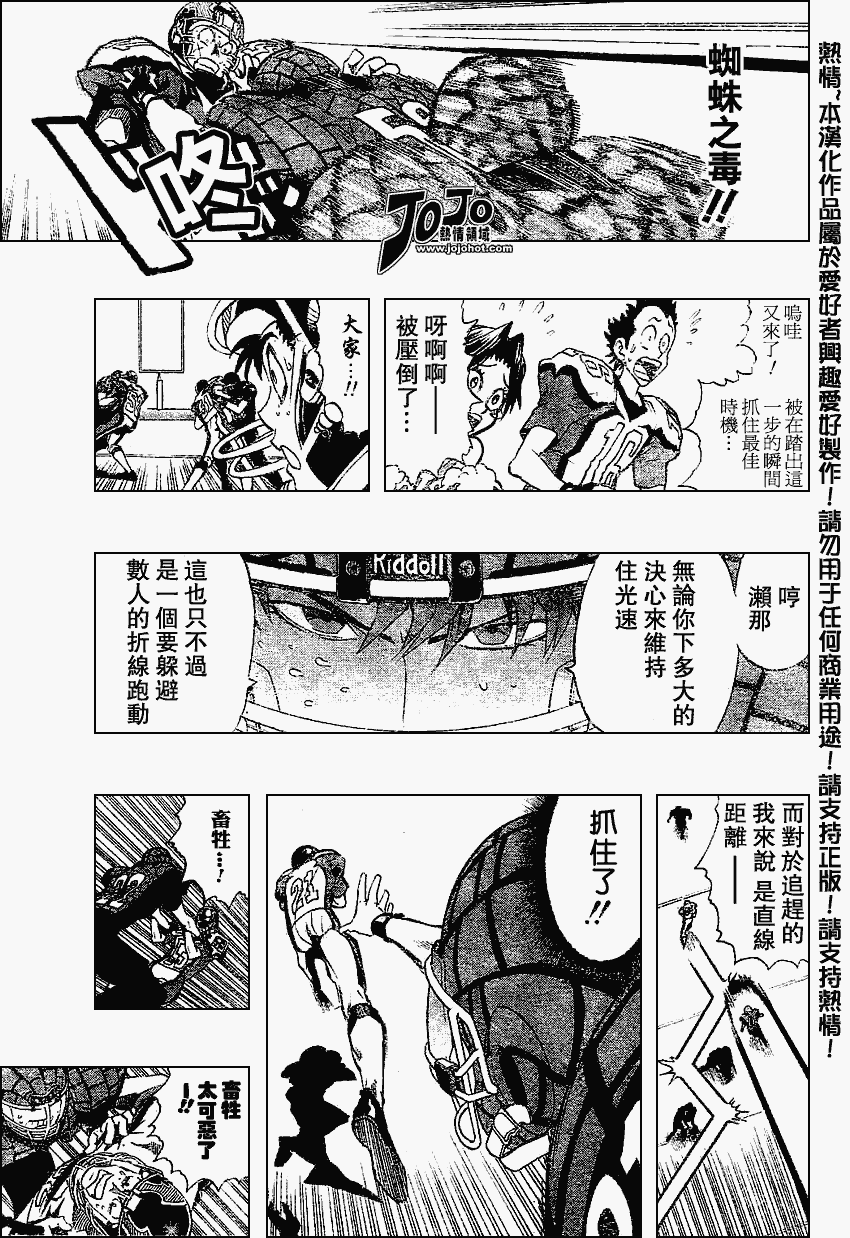 蜘蛛之毒!!
咚
ドドン
59
JOJO
熱情領域
www.jojohot.com
嗚哇
又來了!
被在踏出這
一步的瞬間
抓住最佳
時機…
呀啊啊——
被壓倒了…
大家…!!
哼
瀨那
無論你下多大的
決心來維持
住光速
Riddoll
這也只不過
是一個要躲避
數人的折線跑動
而對於追趕的
我來說 是直線
距離——
抓住了!!
21
畜牲…!
畜牲
太可惡了
—!!
熱情~本漢化作品屬於愛好者興趣愛好製作!請勿用于任何商業用途!請支持正版!請支持熱情!